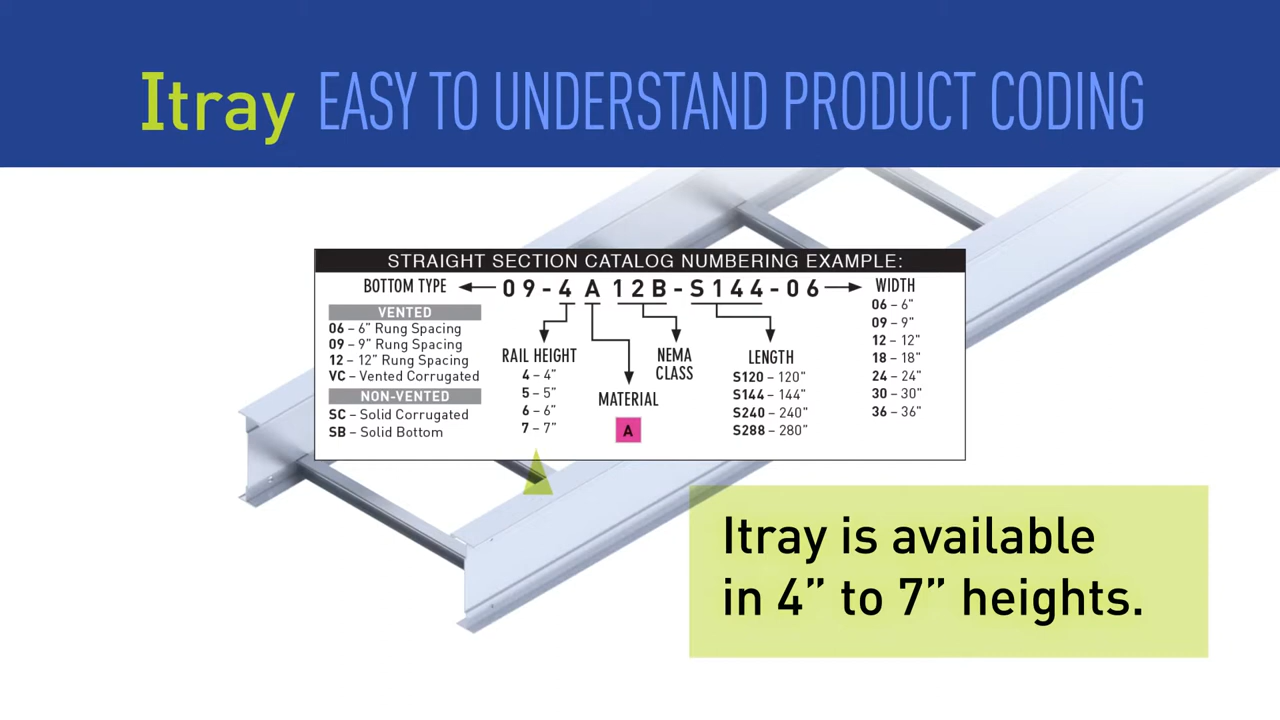 Itray EASY TO UNDERSTAND PRODUCT CODING
STRAIGHT SECTION CATALOG NUMBERING EXAMPLE:
BOTTOM TYPE
09-4A12B-S144-06
WIDTH
VENTED
06 – 6” Rung Spacing
09 – 9” Rung Spacing
12 – 12” Rung Spacing
VC – Vented Corrugated
NON-VENTED
SC – Solid Corrugated
SB – Solid Bottom
RAIL HEIGHT
4 – 4”
5 – 5”
6 – 6”
7 – 7”
MATERIAL
A
NEMA
CLASS
LENGTH
S120 – 120"
S144 – 144"
S240 – 240"
S288 – 280"
06 – 6"
09 – 9"
12 – 12"
18 – 18"
24 – 24"
30 – 30"
36 – 36"
Itray is available
in 4” to 7” heights.